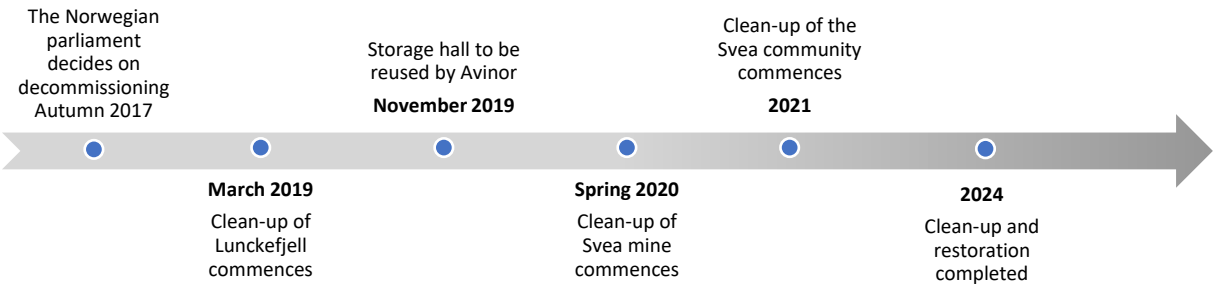 The Norwegian
parliament
decides on
decommissioning
Autumn 2017
March 2019
Clean-up of
Lunckefjell
commences
Storage hall to be
reused by Avinor
November 2019
Spring 2020
Clean-up of
Svea mine
commences
Clean-up of the
Svea community
commences
2021
2024
Clean-up and
restoration
completed